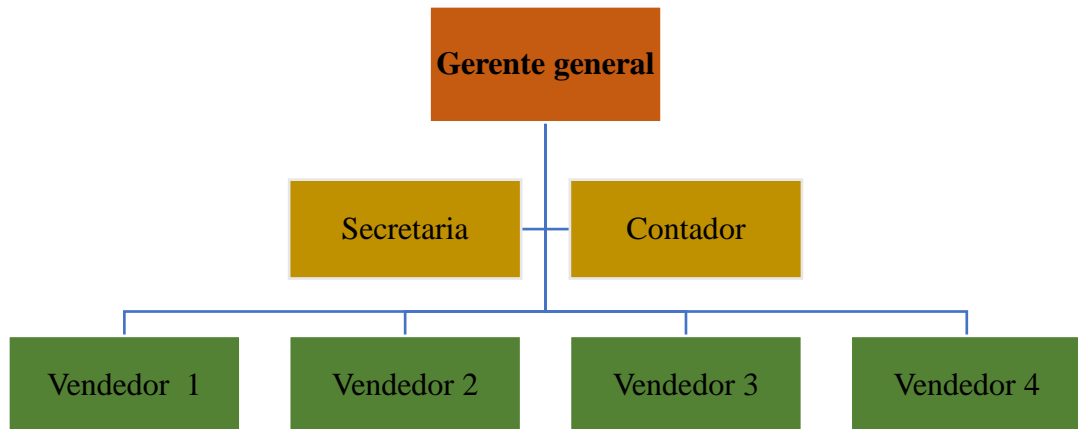 Gerente general
Secretaria
Contador
Vendedor  1
Vendedor 2
Vendedor 3
Vendedor 4